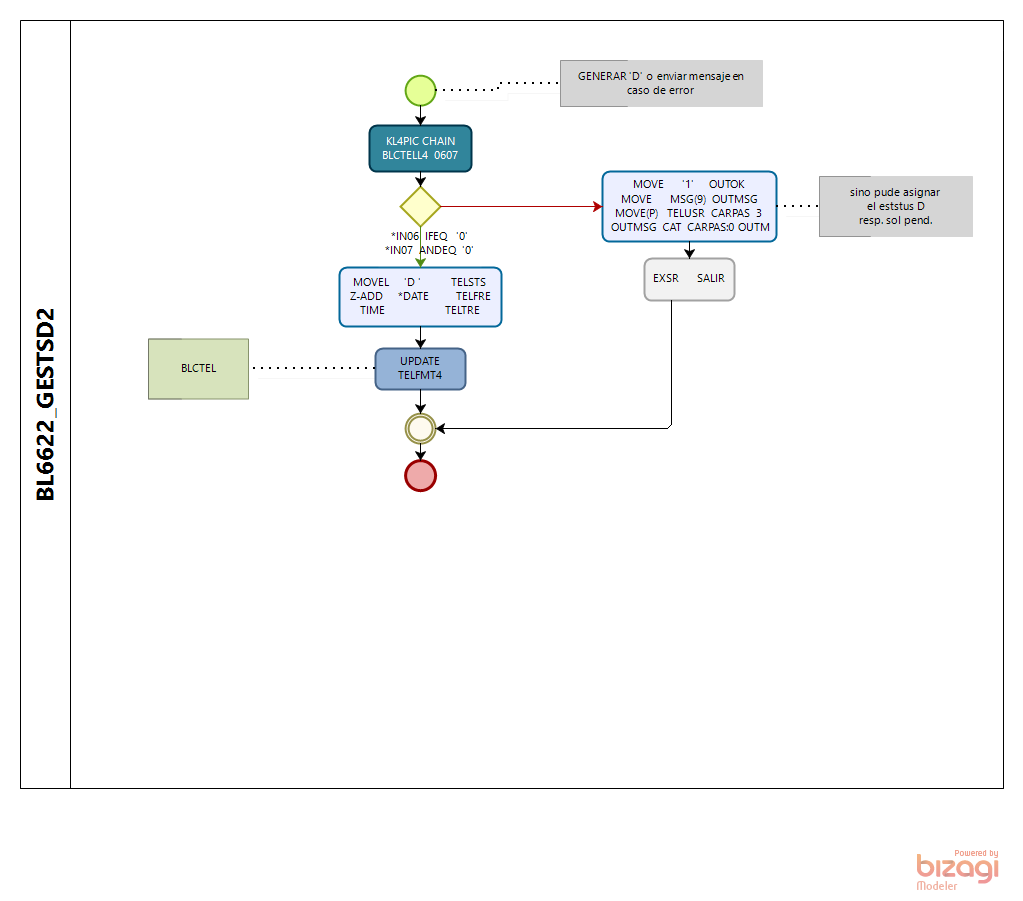 BL6622_GESTSD2
GENERAR 'D' o enviar mensaje en
caso de error
KL4PIC CHAIN
BLCTELL4 0607
MOVE '1' OUTOK
MOVE MSG(9) OUTMSG
MOVE(P) TELUSR CARPAS 3
OUTMSG CAT CARPAS:0 OUTM
sino pude asignar
el eststus D
resp. sol pend.
*IN06 IFEQ '0'
*IN07 ANDEQ '0'
EXSR SALIR
MOVEL 'D ' TELSTS
Z-ADD *DATE TELFRE
TIME TELTRE
BLCTEL
UPDATE
TELFMT4
Powered by
bizagi
Modeler